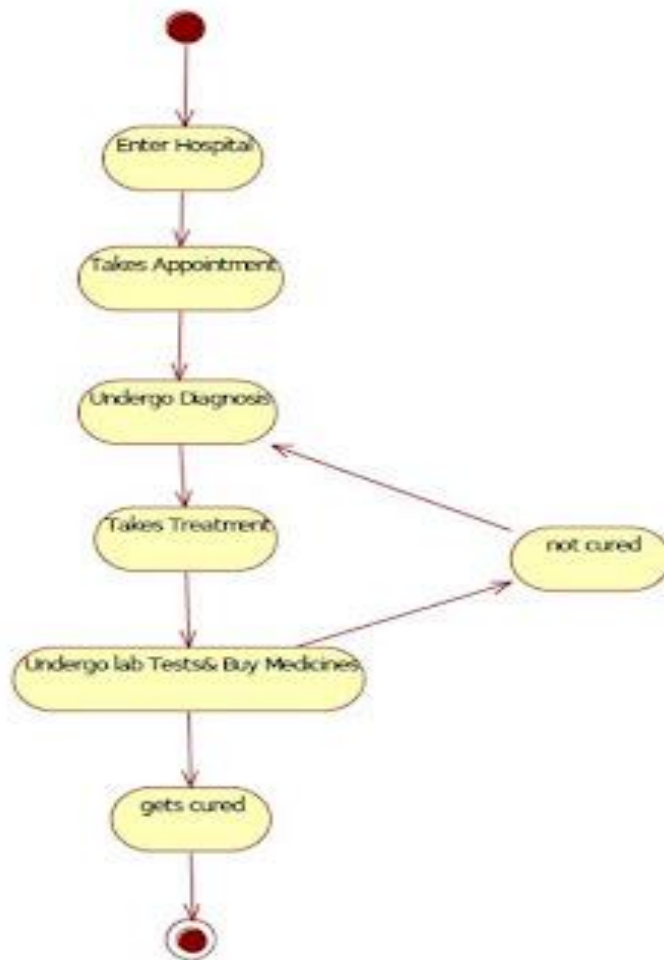 Enter Hospital
Takes Appointment
Undergo Diagnosis
Takes Treatment
not cured
Undergo lab Tests& Buy Medicines
gets cured